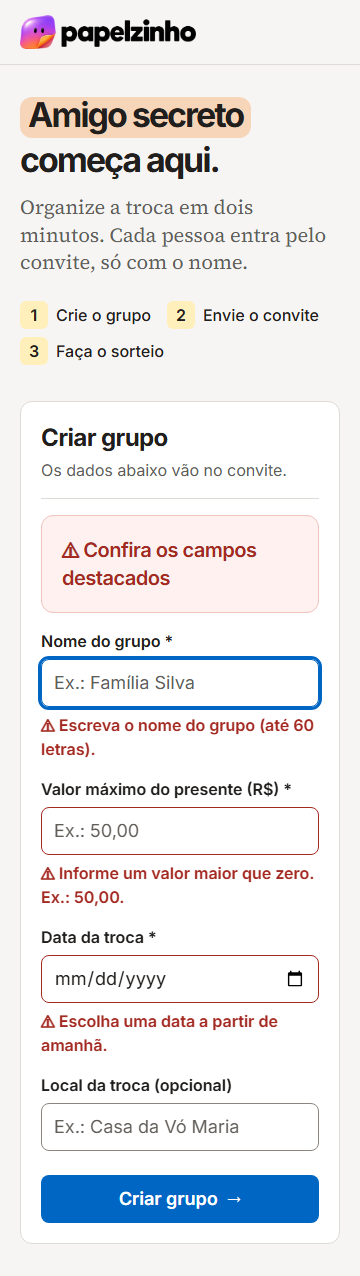 papelzinho
Amigo secreto
começa aqui.
Organize a troca em dois
minutos. Cada pessoa entra pelo
convite, só com o nome.
1 Crie o grupo 2 Envie o convite
3 Faça o sorteio
Criar grupo
Os dados abaixo vão no convite.
⚠ Confira os campos
destacados
Nome do grupo *
Ex.: Família Silva
⚠ Escreva o nome do grupo (até 60
letras).
Valor máximo do presente (R$) *
Ex.: 50,00
⚠ Informe um valor maior que zero.
Ex.: 50,00.
Data da troca *
mm/dd/yyyy
⚠ Escolha uma data a partir de
amanhã.
Local da troca (opcional)
Ex.: Casa da Vó Maria
Criar grupo →